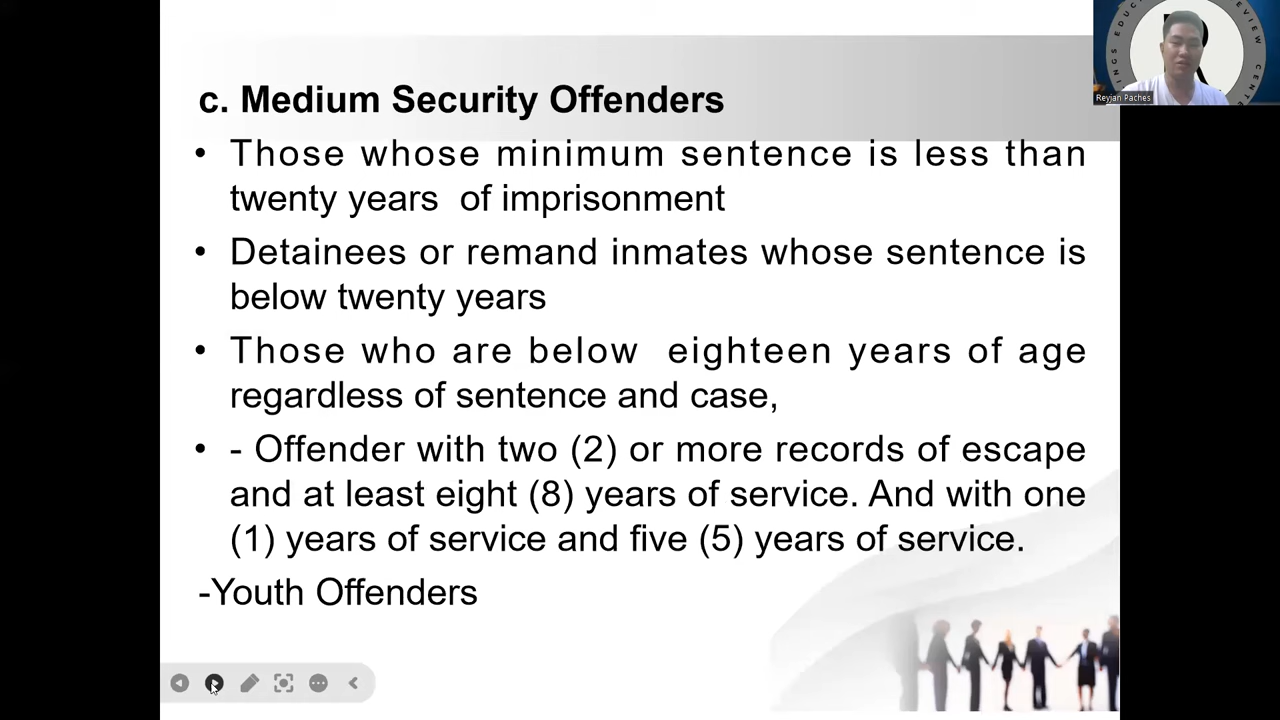 c. Medium Security Offenders
• Those whose minimum sentence is less than
twenty years of imprisonment
• Detainees or remand inmates whose sentence is
below twenty years
• Those who are below eighteen years of age
regardless of sentence and case,
• - Offender with two (2) or more records of escape
and at least eight (8) years of service. And with one
(1) years of service and five (5) years of service.
-Youth Offenders
Reyjan Paches